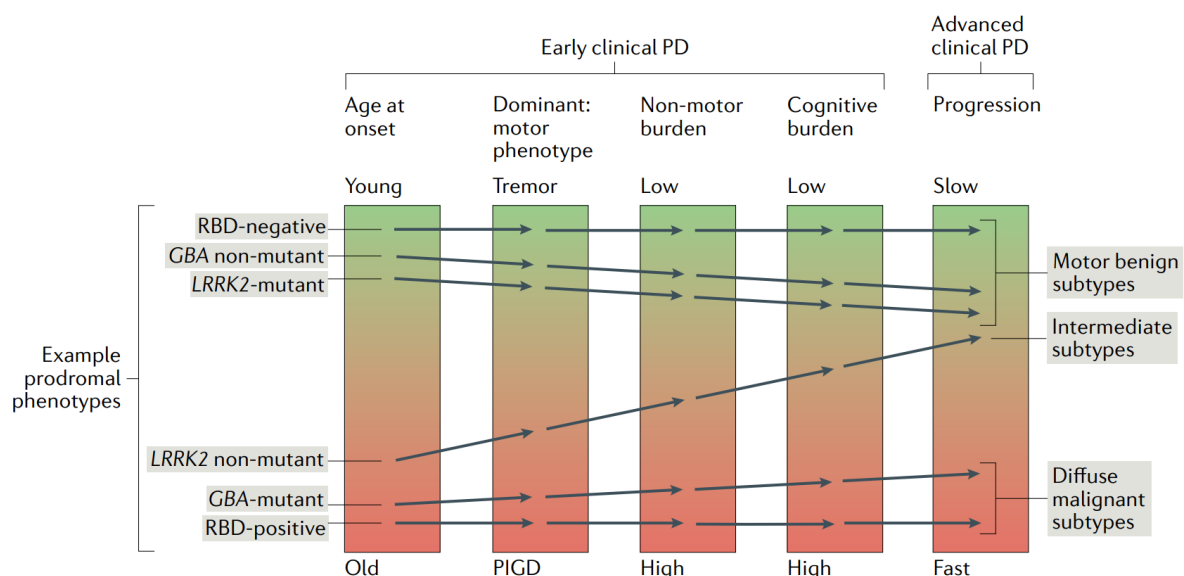 Early clinical PD
Advanced
clinical PD
Age at
onset
Dominant:
motor
phenotype
Non-motor
burden
Cognitive
burden
Progression
Young
Tremor
Low
Low
Slow
Example
prodromal
phenotypes
RBD-negative
GBA non-mutant
LRRK2-mutant
LRRK2 non-mutant
GBA-mutant
RBD-positive
Motor benign
subtypes
Intermediate
subtypes
Diffuse
malignant
subtypes
Old
PIGD
High
High
Fast